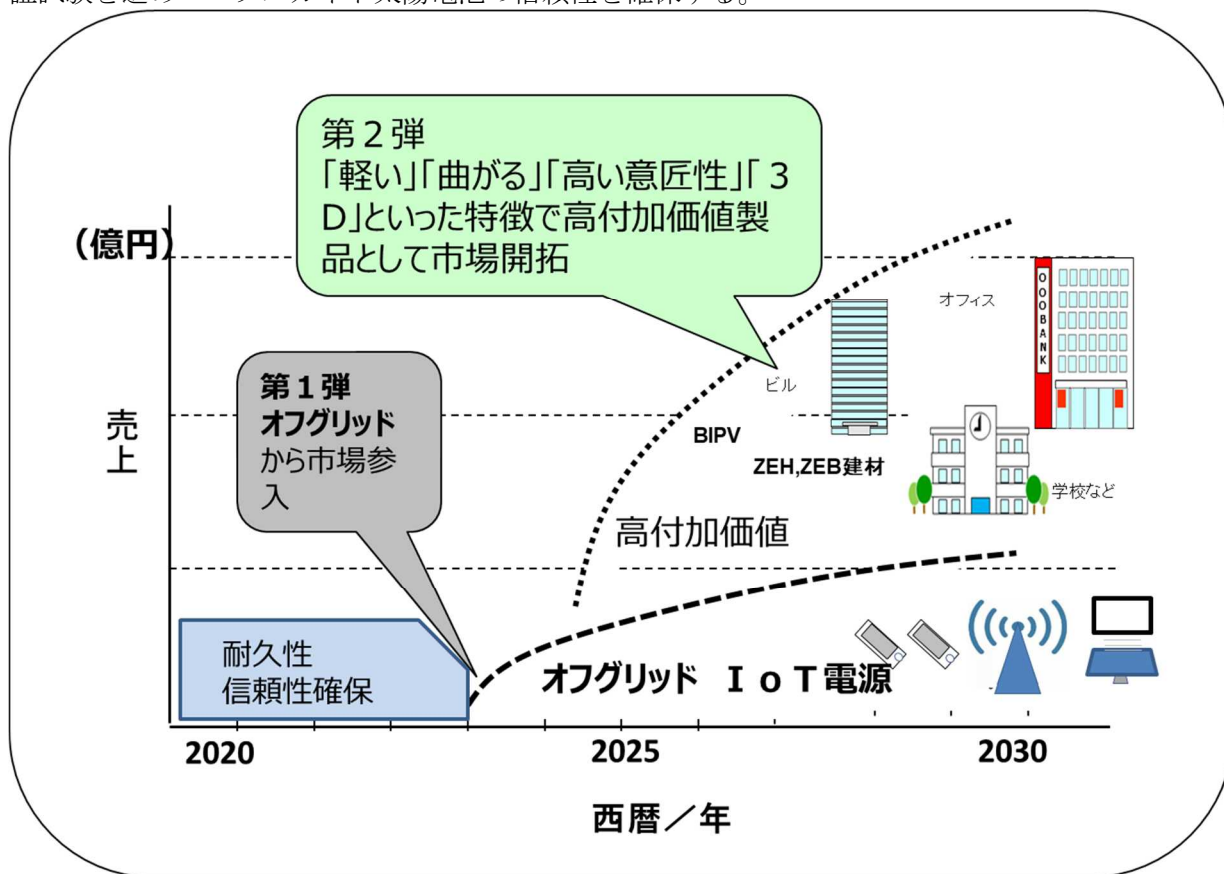 第２弾
「軽い」「曲がる」「高い意匠性」「３
D」といった特徴で高付加価値製
品として市場開拓
（億円）
第１弾
オフグリッド
から市場参
入
売上
オフィス
OOOBANK
ビル
BIPV
ZEH,ZEB建材
学校など
高付加価値
耐久性
信頼性確保
オフグリッド ＩｏＴ電源
2020
2025
2030
西暦／年